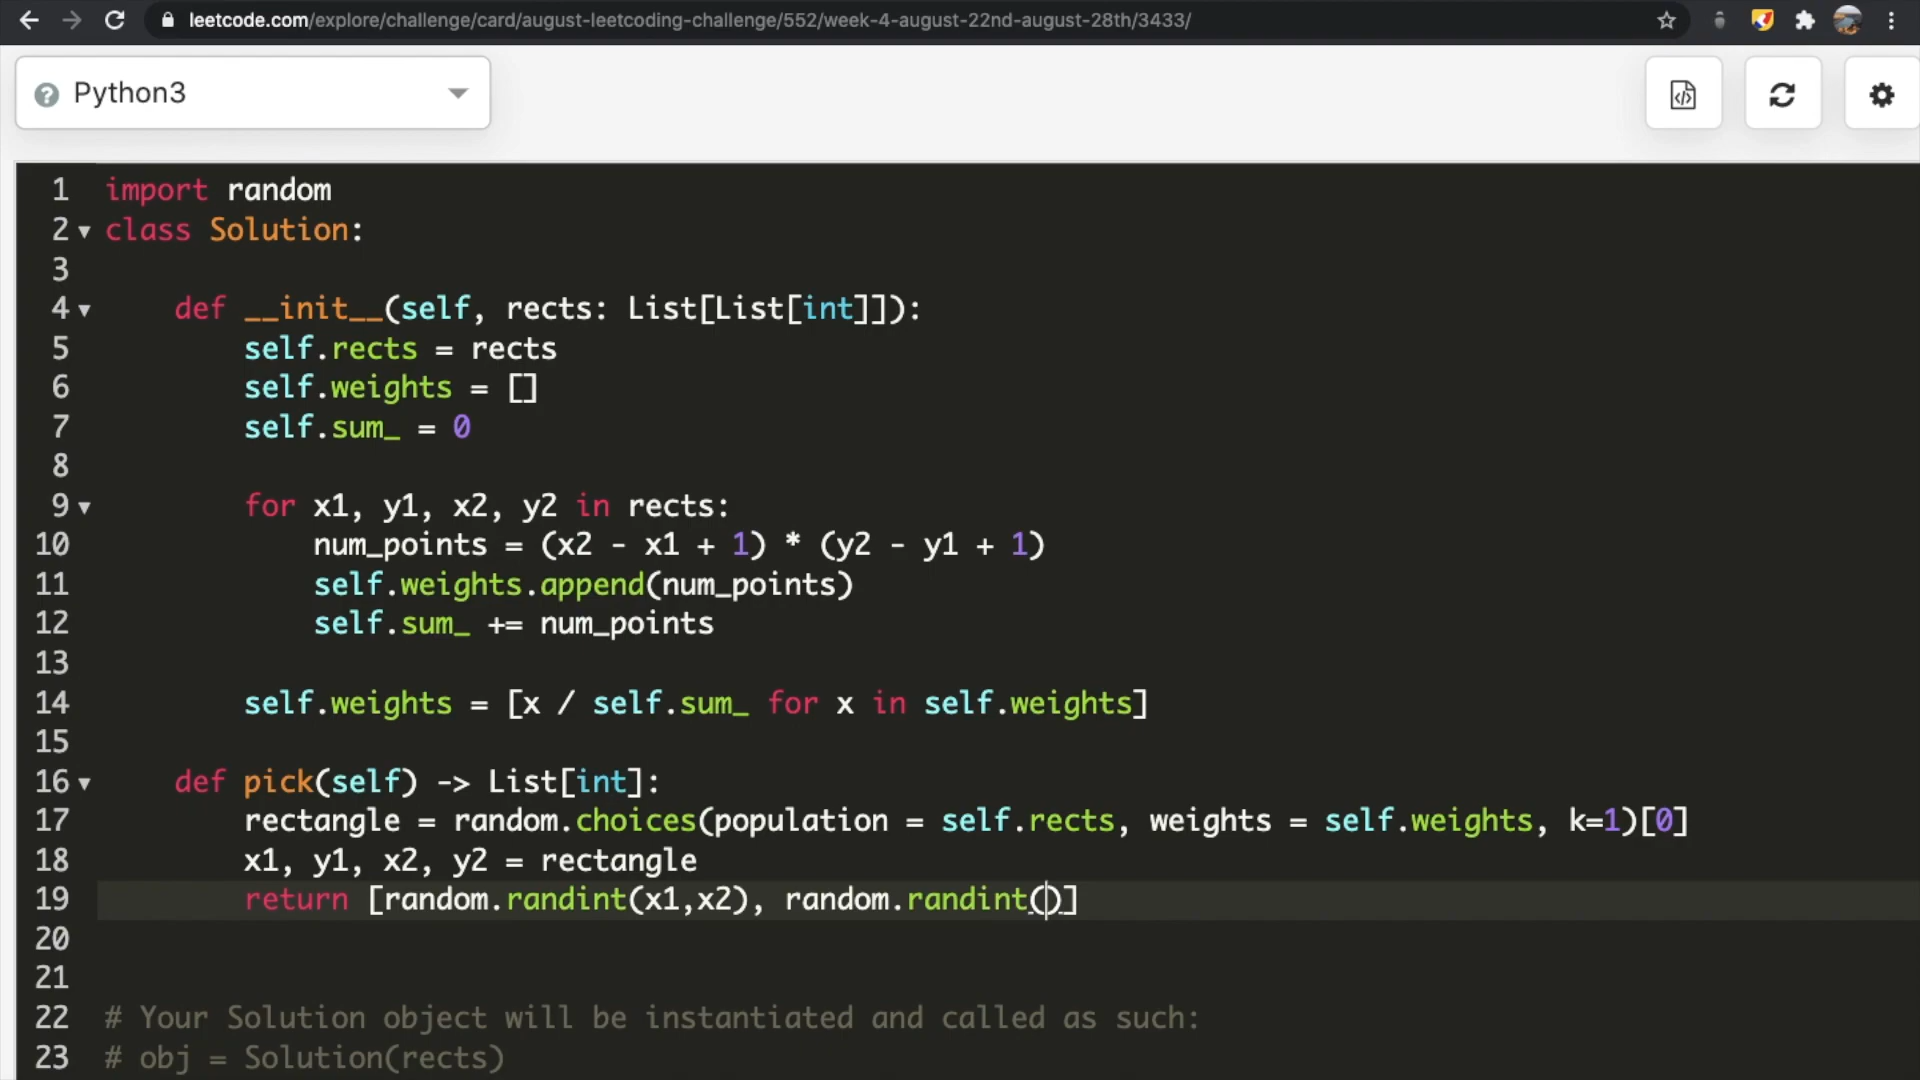 leetcode.com/explore/challenge/card/august-leetcoding-challenge/552/week-4-august-22nd-august-28th/3433/
Python3
1 import random
2 class Solution:
3
4     def __init__(self, rects: List[List[int]]):
5         self.rects = rects
6         self.weights = []
7         self.sum_ = 0
8
9         for x1, y1, x2, y2 in rects:
10             num_points = (x2 - x1 + 1) * (y2 - y1 + 1)
11             self.weights.append(num_points)
12             self.sum_ += num_points
13
14         self.weights = [x / self.sum_ for x in self.weights]
15
16     def pick(self) -> List[int]:
17         rectangle = random.choices(population = self.rects, weights = self.weights, k=1)[0]
18         x1, y1, x2, y2 = rectangle
19         return [random.randint(x1,x2), random.randint()]
20
21
22 # Your Solution object will be instantiated and called as such:
23 # obj = Solution(rects)